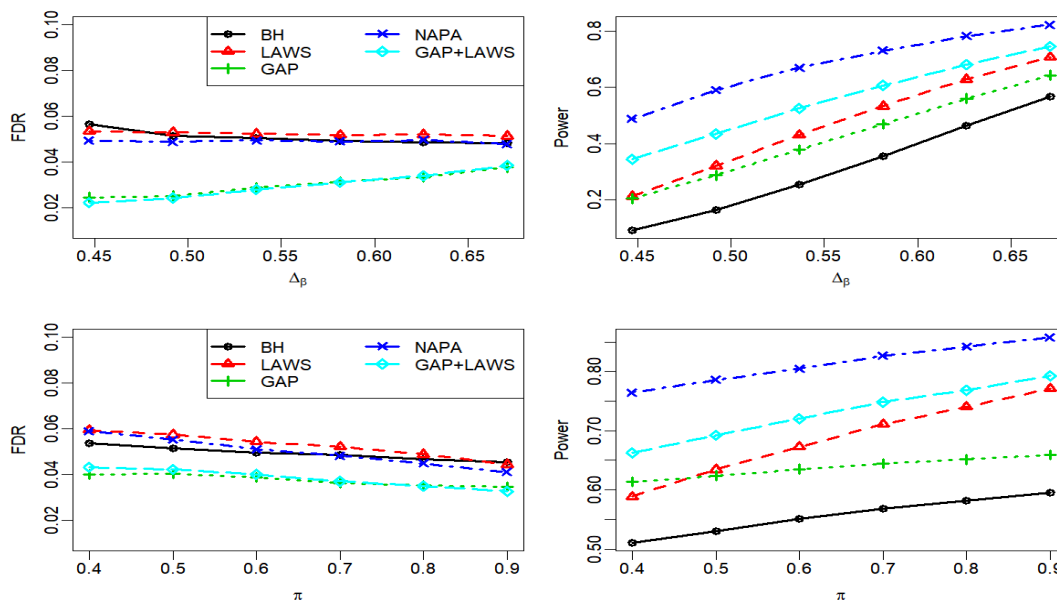 FDR
0.02 0.04 0.06 0.08 0.10
BH
LAWS
GAP
NAPA
GAP+LAWS
0.45 0.50 0.55 0.60 0.65
Δβ
Power
0.2 0.4 0.6 0.8
0.45 0.50 0.55 0.60 0.65
Δβ
FDR
0.02 0.04 0.06 0.08 0.10
BH
LAWS
GAP
NAPA
GAP+LAWS
0.4 0.5 0.6 0.7 0.8 0.9
π
Power
0.50 0.60 0.70 0.80
0.4 0.5 0.6 0.7 0.8 0.9
π